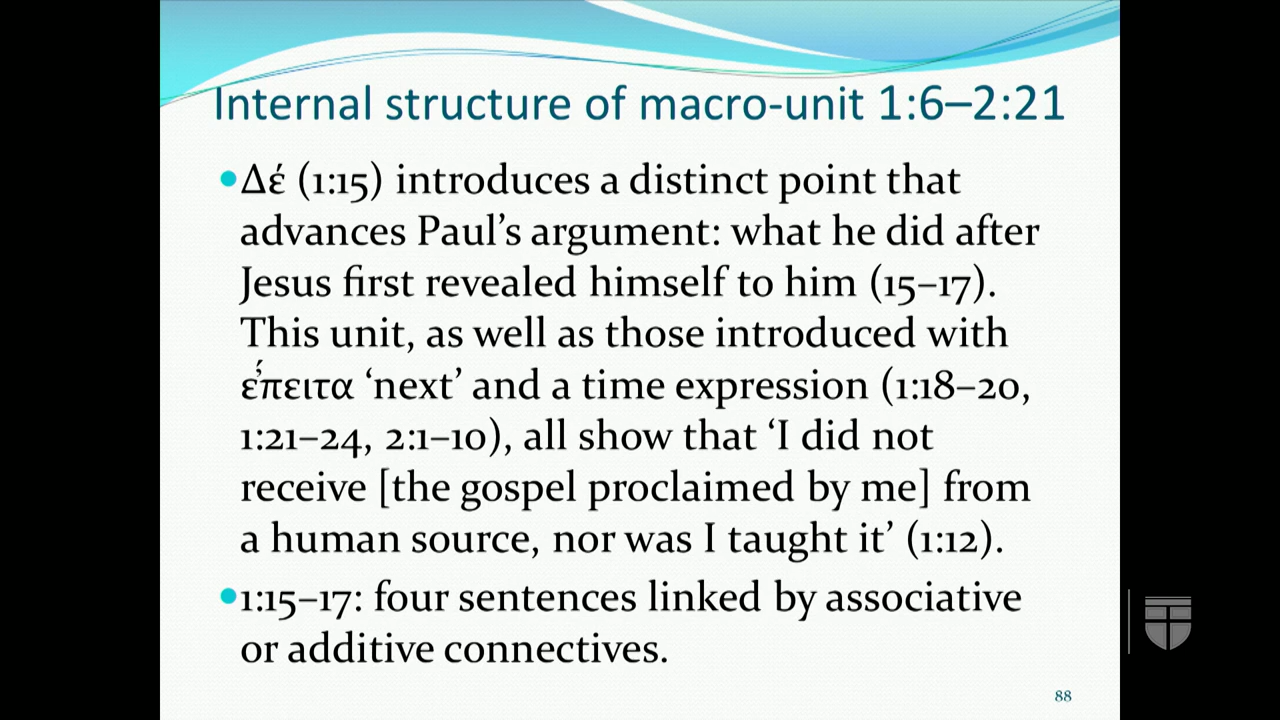 Internal structure of macro-unit 1:6–2:21
•Δέ (1:15) introduces a distinct point that
advances Paul’s argument: what he did after
Jesus first revealed himself to him (15–17).
This unit, as well as those introduced with
ἔπειτα ‘next’ and a time expression (1:18–20,
1:21–24, 2:1–10), all show that ‘I did not
receive [the gospel proclaimed by me] from
a human source, nor was I taught it’ (1:12).
•1:15–17: four sentences linked by associative
or additive connectives.
88